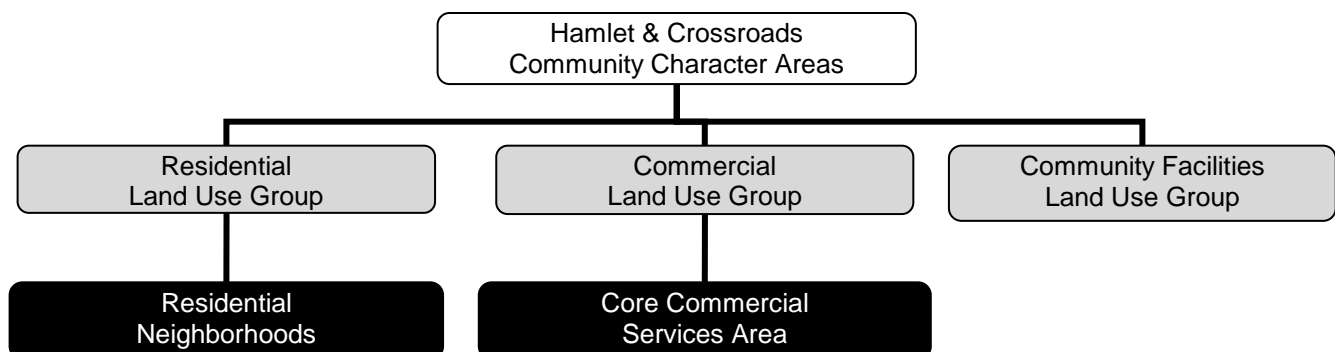 Hamlet & Crossroads
Community Character Areas
Residential
Land Use Group
Commercial
Land Use Group
Community Facilities
Land Use Group
Residential
Neighborhoods
Core Commercial
Services Area